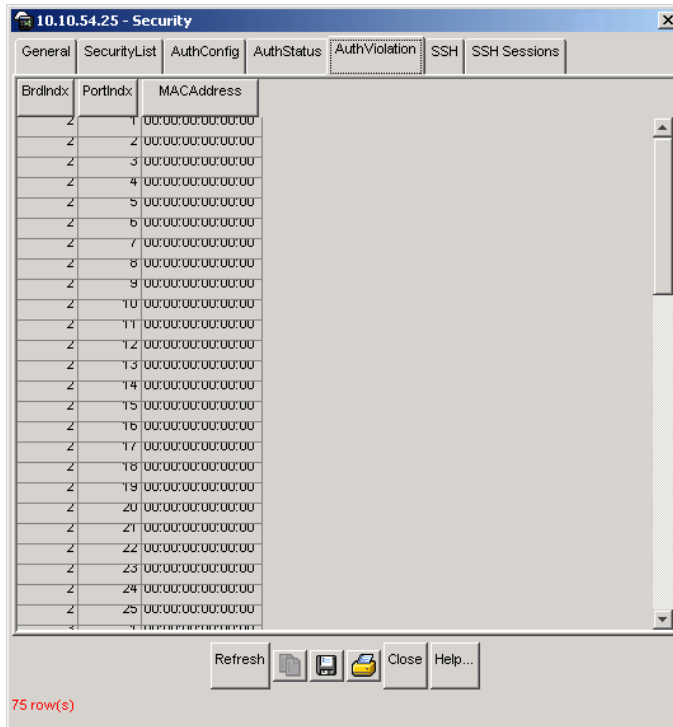 10.10.54.25 - Security
General SecurityList AuthConfig AuthStatus AuthViolation SSH SSH Sessions
BrdIndx PortIndx MACAddress
2 1 00:00:00:00:00:00
2 2 00:00:00:00:00:00
2 3 00:00:00:00:00:00
2 4 00:00:00:00:00:00
2 5 00:00:00:00:00:00
2 6 00:00:00:00:00:00
2 7 00:00:00:00:00:00
2 8 00:00:00:00:00:00
2 9 00:00:00:00:00:00
2 10 00:00:00:00:00:00
2 11 00:00:00:00:00:00
2 12 00:00:00:00:00:00
2 13 00:00:00:00:00:00
2 14 00:00:00:00:00:00
2 15 00:00:00:00:00:00
2 16 00:00:00:00:00:00
2 17 00:00:00:00:00:00
2 18 00:00:00:00:00:00
2 19 00:00:00:00:00:00
2 20 00:00:00:00:00:00
2 21 00:00:00:00:00:00
2 22 00:00:00:00:00:00
2 23 00:00:00:00:00:00
2 24 00:00:00:00:00:00
2 25 00:00:00:00:00:00
Refresh Close Help...
75 row(s)